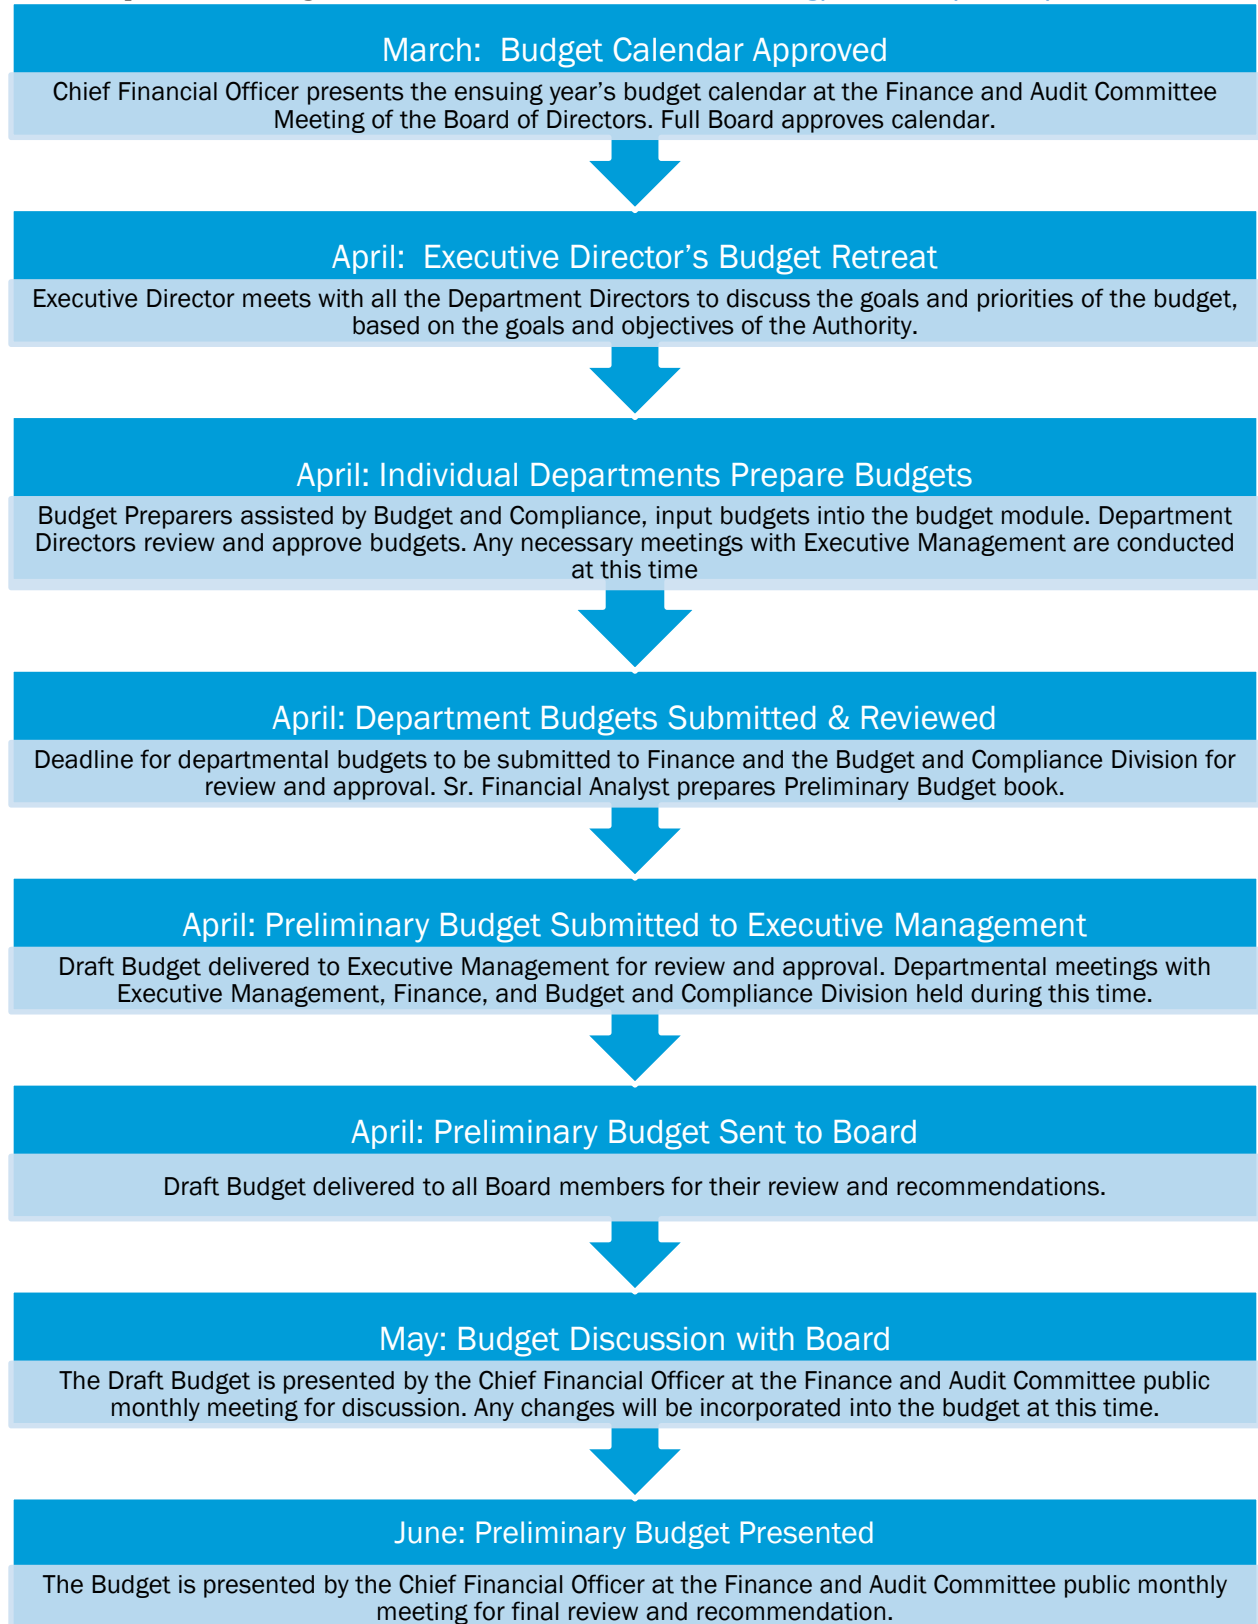 March:  Budget Calendar Approved
Chief Financial Officer presents the ensuing year's budget calendar at the Finance and Audit Committee
Meeting of the Board of Directors. Full Board approves calendar.
April:  Executive Director's Budget Retreat
Executive Director meets with all the Department Directors to discuss the goals and priorities of the budget,
based on the goals and objectives of the Authority.
April: Individual Departments Prepare Budgets
Budget Preparers assisted by Budget and Compliance, input budgets intio the budget module. Department
Directors review and approve budgets. Any necessary meetings with Executive Management are conducted
at this time
April: Department Budgets Submitted & Reviewed
Deadline for departmental budgets to be submitted to Finance and the Budget and Compliance Division for
review and approval. Sr. Financial Analyst prepares Preliminary Budget book.
April: Preliminary Budget Submitted to Executive Management
Draft Budget delivered to Executive Management for review and approval. Departmental meetings with
Executive Management, Finance, and Budget and Compliance Division held during this time.
April: Preliminary Budget Sent to Board
Draft Budget delivered to all Board members for their review and recommendations.
May: Budget Discussion with Board
The Draft Budget is presented by the Chief Financial Officer at the Finance and Audit Committee public
monthly meeting for discussion. Any changes will be incorporated into the budget at this time.
June: Preliminary Budget Presented
The Budget is presented by the Chief Financial Officer at the Finance and Audit Committee public monthly
meeting for final review and recommendation.